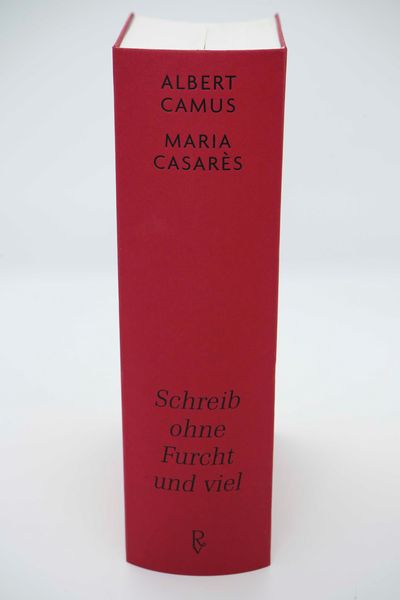 ALBERT
CAMUS
MARIA
CASARÈS
Schreib
ohne
Furcht
und viel
R